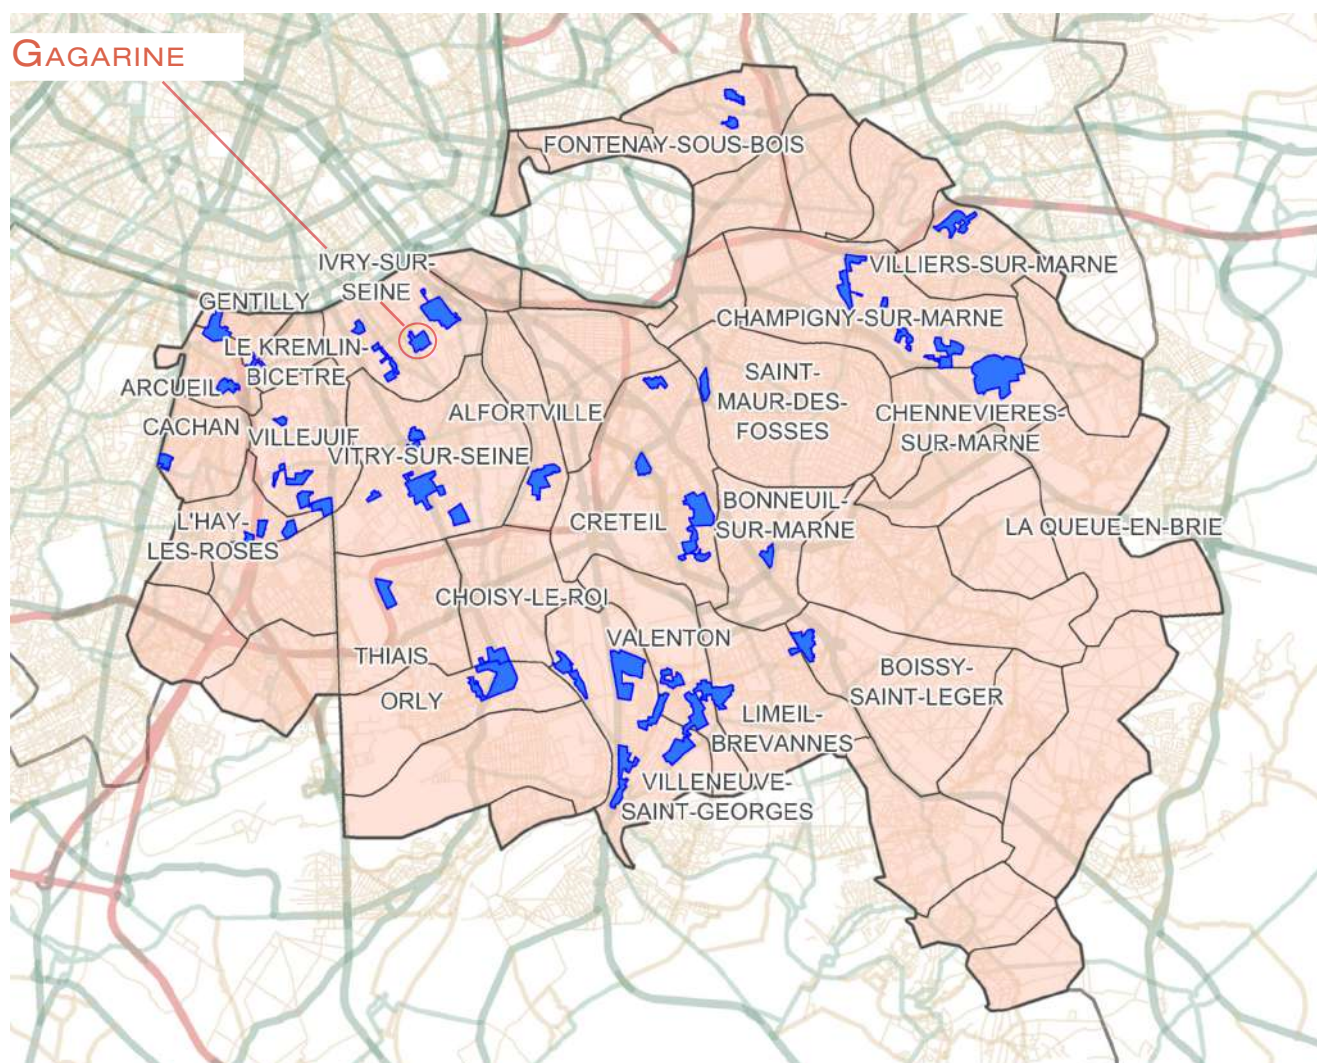 GAGARINE
FONTENAY-SOUS-BOIS
IVRY-SUR-
SEINE
VILLIERS-SUR-MARNE
GENTILLY
CHAMPIGNY-SUR-MARNE
LE KREMLIN-
BICETRE
ARCUEIL
SAINT-
MAUR-DES-
FOSSES
ALFORTVILLE
CHENNEVIERES-
SUR-MARNE
CACHAN
VILLEJUIF
VITRY-SUR-SEINE
L'HAY-
LES-ROSES
CRETEIL
BONNEUIL-
SUR-MARNE
LA QUEUE-EN-BRIE
CHOISY-LE-ROI
VALENTON
THIAIS
BOISSY-
SAINT-LEGER
ORLY
LIMEIL-
BREVANNES
VILLENEUVE-
SAINT-GEORGES